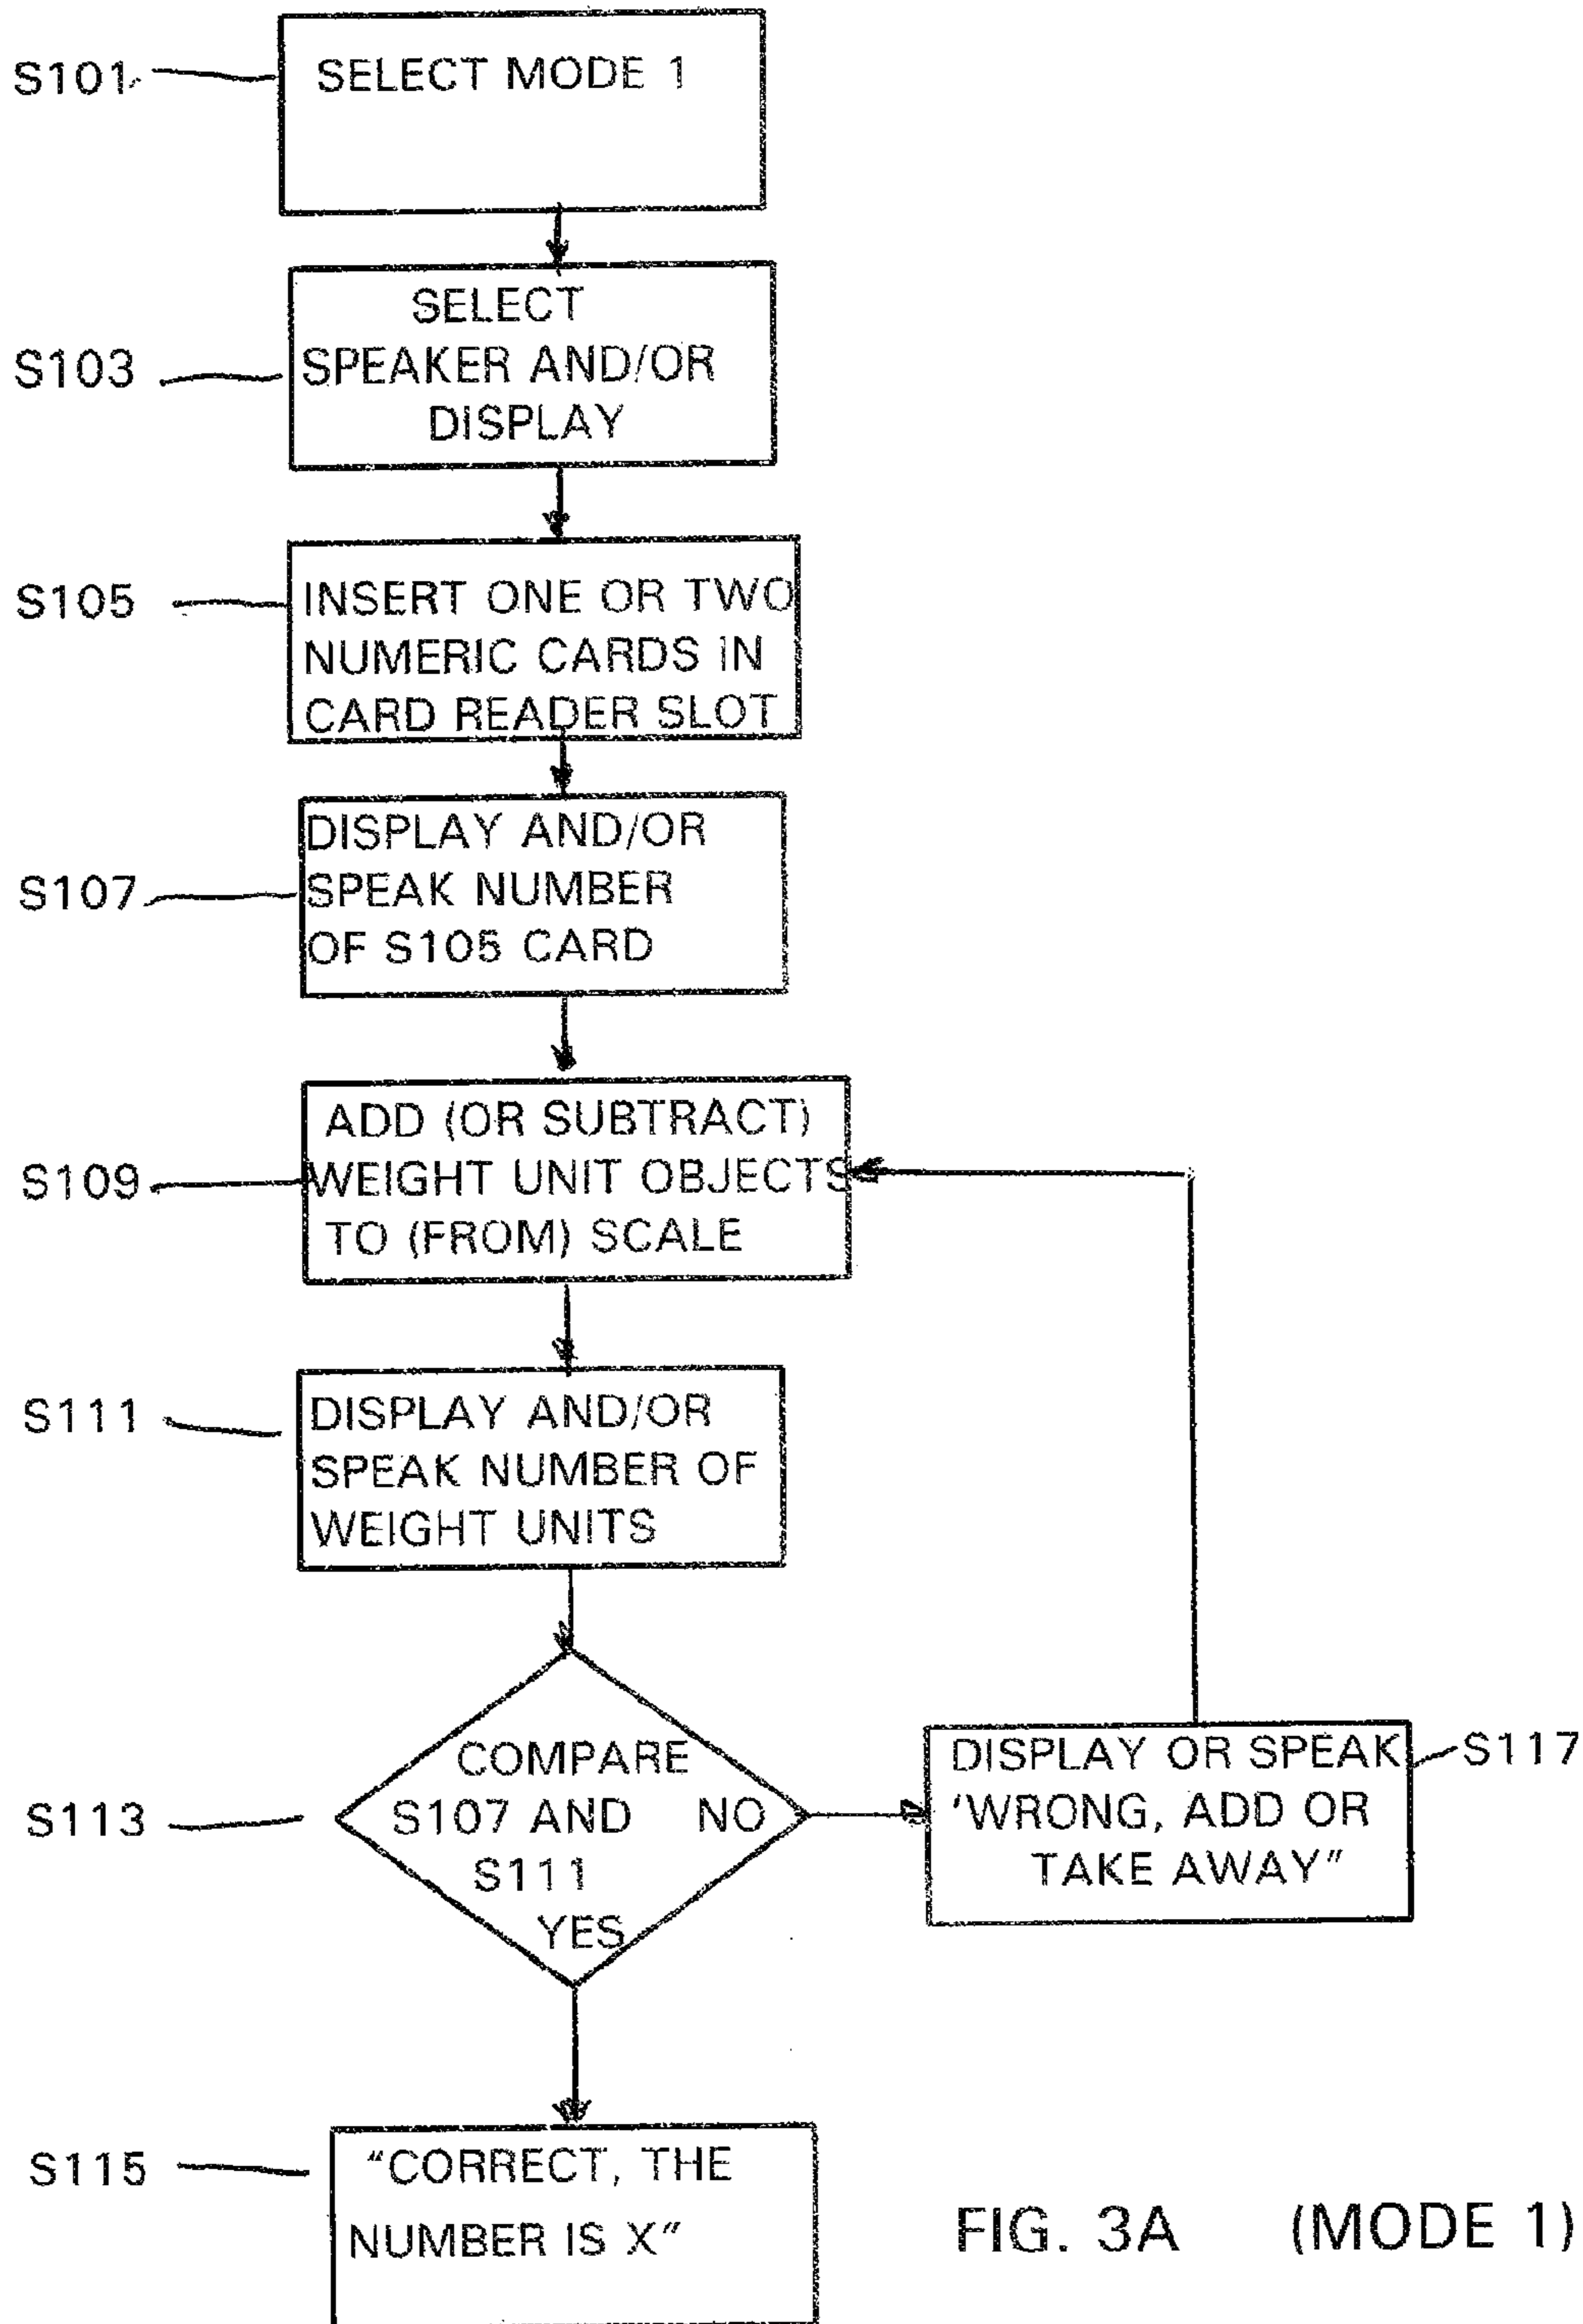 S101
SELECT MODE 1
SELECT
S103
SPEAKER AND/OR
DISPLAY
S105
INSERT ONE OR TWO
NUMERIC CARDS IN
CARD READER SLOT
DISPLAY AND/OR
S107
SPEAK NUMBER
OF S105 CARD
ADD (OR SUBTRACT)
S109
WEIGHT UNIT OBJECTS
TO (FROM) SCALE
S111
DISPLAY AND/OR
SPEAK NUMBER OF
WEIGHT UNITS
S113
COMPARE
S107 AND NO
S111
YES
DISPLAY OR SPEAK
'WRONG, ADD OR
TAKE AWAY”
S117
S115
“CORRECT, THE
NUMBER IS X”
FIG. 3A (MODE 1)